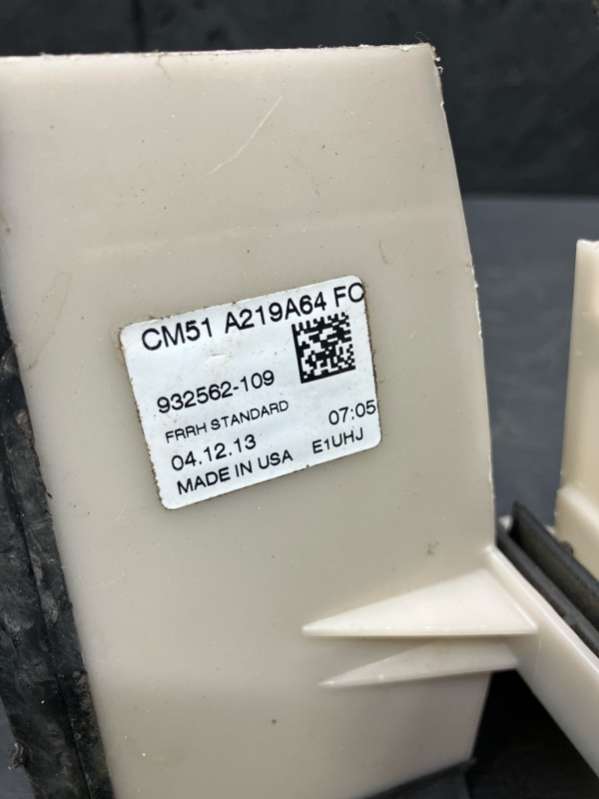 CM51 A219A64 FC
932562-109
FRRH STANDARD
04.12.13 07:05
MADE IN USA E1UHJ